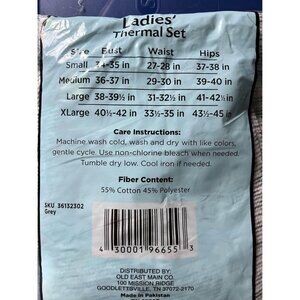 Ladies'
Thermal Set
Size Bust Waist Hips
Small 34-35 in 27-28 in 37-38 in
Medium 36-37 in 29-30 in 39-40 in
Large 38-39½ in 31-32½ in 41-42½ in
XLarge 40½-42 in 33½-35 in 43½-45 in
Care Instructions:
Machine wash cold, wash and dry with like colors,
gentle cycle. Use non-chlorine bleach when needed.
Tumble dry low. Cool iron if needed.
Fiber Content:
55% Cotton 45% Polyester
SKU 36132302
Grey
4 30001 96655 3
DISTRIBUTED BY:
OLD EAST MAIN CO.
100 MISSION RIDGE
GOODLETTSVILLE, TN 37072-2170
Made in Pakistan